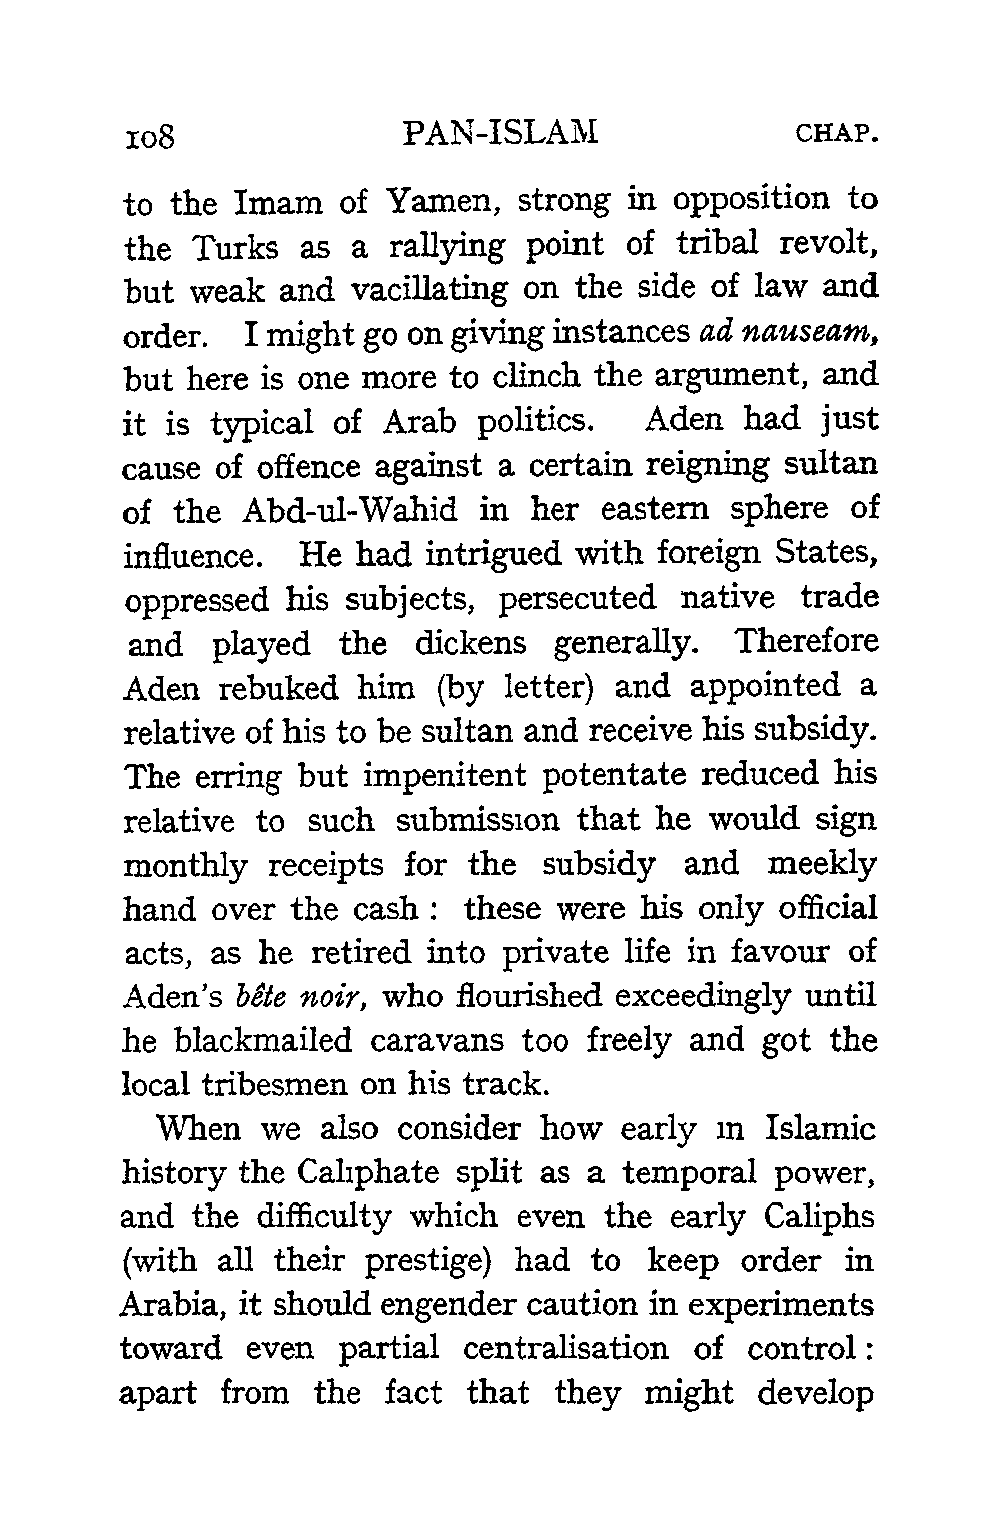 108 PAN-ISLAM CHAP.
to the Imam of Yamen, strong in opposition to
the Turks as a rallying point of tribal revolt,
but weak and vacillating on the side of law and
order. I might go on giving instances ad nauseam,
but here is one more to clinch the argument, and
it is typical of Arab politics. Aden had just
cause of offence against a certain reigning sultan
of the Abd-ul-Wahid in her eastern sphere of
influence. He had intrigued with foreign States,
oppressed his subjects, persecuted native trade
and played the dickens generally. Therefore
Aden rebuked him (by letter) and appointed a
relative of his to be sultan and receive his subsidy.
The erring but impenitent potentate reduced his
relative to such submission that he would sign
monthly receipts for the subsidy and meekly
hand over the cash : these were his only official
acts, as he retired into private life in favour of
Aden's bête noir, who flourished exceedingly until
he blackmailed caravans too freely and got the
local tribesmen on his track.
When we also consider how early in Islamic
history the Caliphate split as a temporal power,
and the difficulty which even the early Caliphs
(with all their prestige) had to keep order in
Arabia, it should engender caution in experiments
toward even partial centralisation of control :
apart from the fact that they might develop